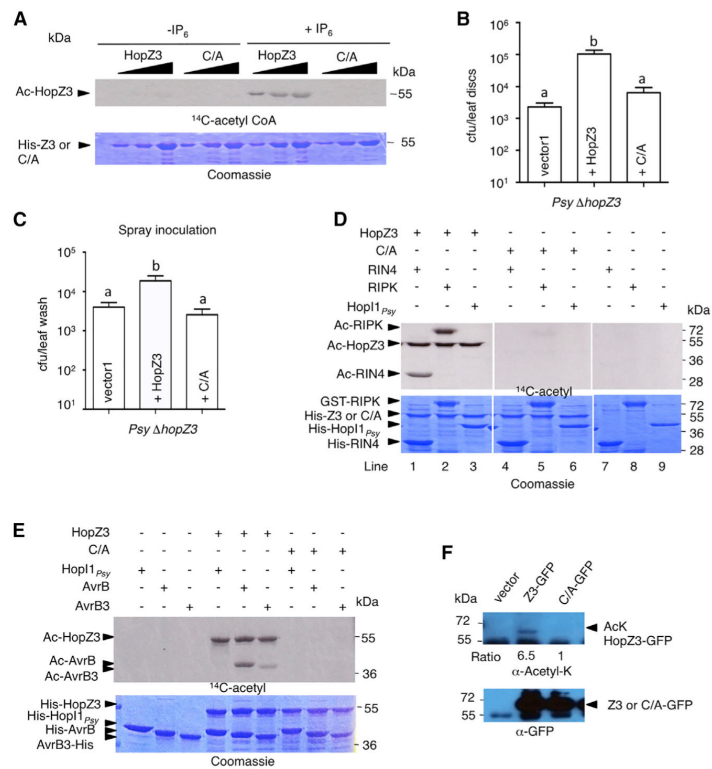 A
kDa
-IP6
+ IP6
HopZ3
C/A
HopZ3
C/A
kDa
Ac-HopZ3
-55
14C-acetyl CoA
His-Z3 or
C/A
- 55
Coomassie
B
cfu/leaf discs
10^6
10^5
10^4
10^3
10^2
10^1
a
b
a
vector1
+ HopZ3
+ C/A
Psy ΔhopZ3
C
Spray inoculation
cfu/leaf wash
10^5
10^4
10^3
10^2
10^1
a
b
a
vector1
+ HopZ3
+ C/A
Psy ΔhopZ3
D
HopZ3 + + + - - - - - -
C/A - - - + + + - - -
RIN4 + - - + - - + - -
RIPK - + - - + - - + -
HopI1Psy - - + - - + - - +
kDa
Ac-RIPK
Ac-HopZ3
Ac-RIN4
- 72
- 55
- 36
- 28
14C-acetyl
GST-RIPK
His-Z3 or C/A
His-HopI1Psy
His-RIN4
- 72
- 55
- 36
- 28
Line 1 2 3 4 5 6 7 8 9
Coomassie
E
HopZ3 - - - + + + - - -
C/A - - - - - - + + +
HopI1Psy + - - + - - + - -
AvrB - + - - + - - + -
AvrB3 - - + - - + - - +
kDa
Ac-HopZ3
Ac-AvrB
Ac-AvrB3
- 55
- 36
14C-acetyl
His-HopZ3
His-HopI1Psy
His-AvrB
AvrB3-His
- 55
- 36
Coomassie
F
vector
Z3-GFP
C/A-GFP
kDa
72
55
AcK
HopZ3-GFP
Ratio 6.5 1
α-Acetyl-K
72
55
Z3 or C/A-GFP
α-GFP